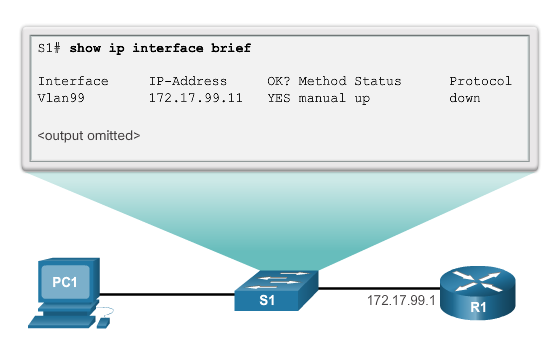 S1# show ip interface brief
Interface IP-Address OK? Method Status Protocol
Vlan99 172.17.99.11 YES manual up down
<output omitted>
PC1
S1
172.17.99.1
R1